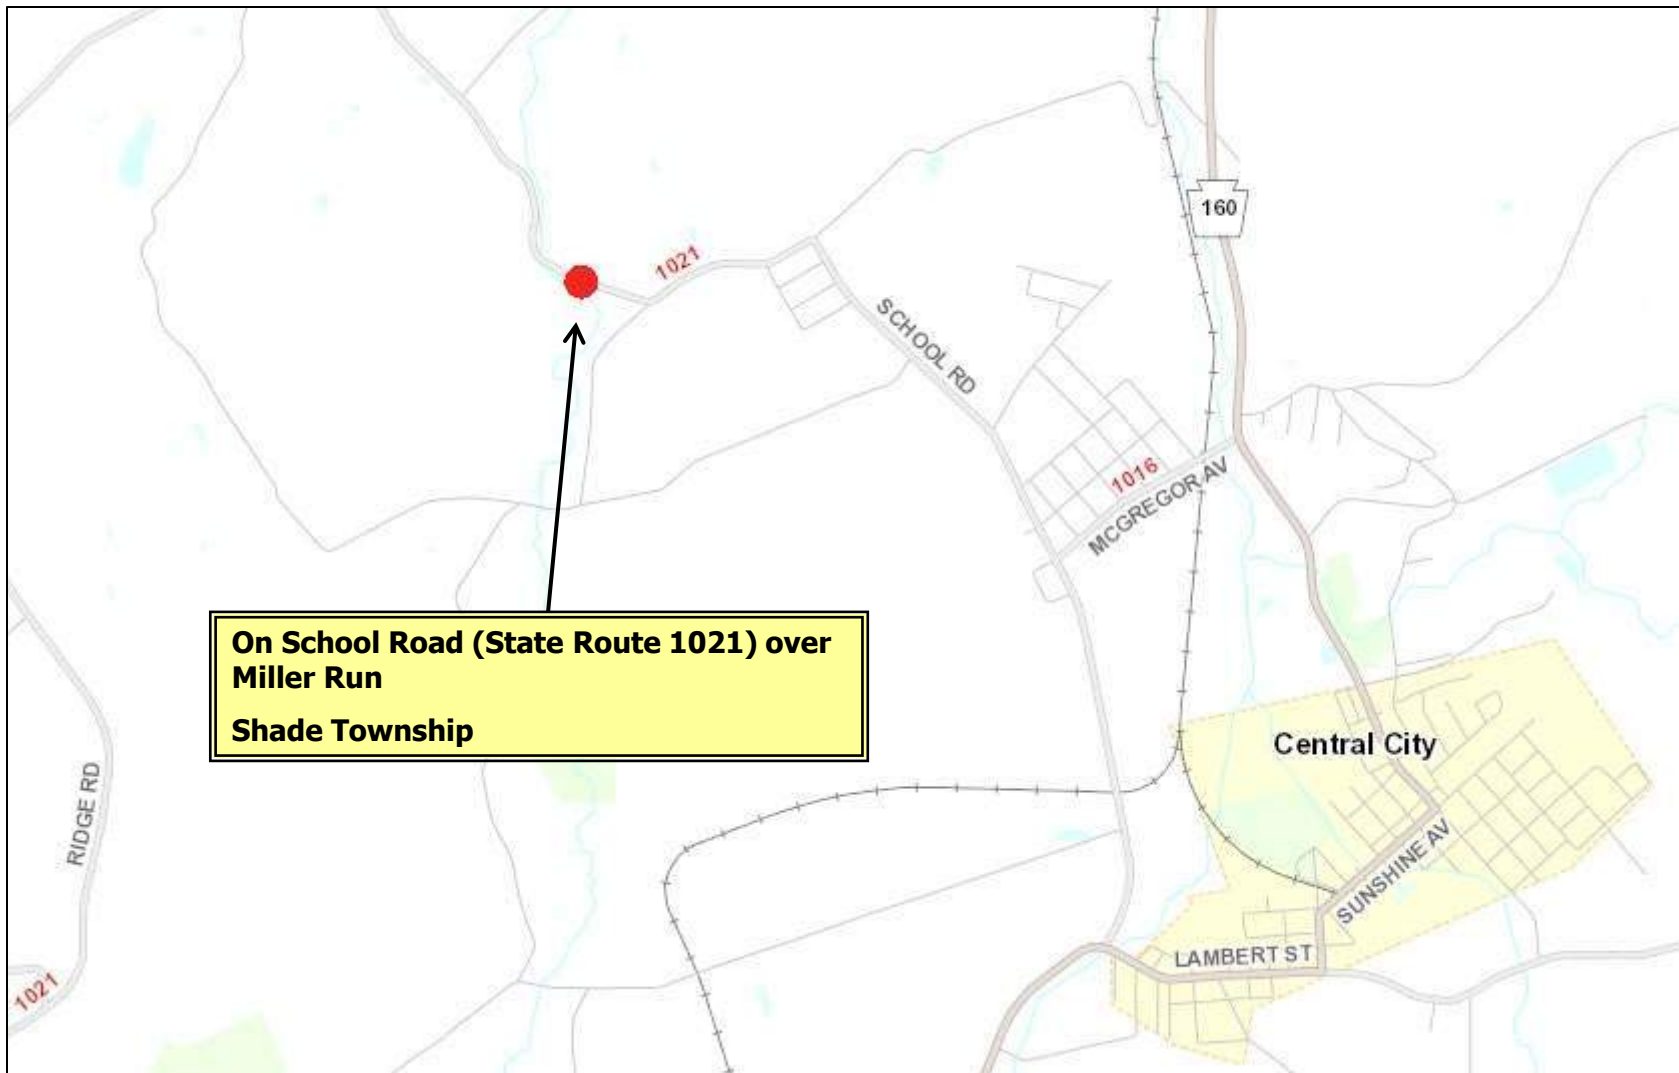 160
1021
SCHOOL RD
1016
MCGREGOR AV
On School Road (State Route 1021) over
Miller Run
Shade Township
Central City
RIDGE RD
SUNSHINE AV
LAMBERT ST
1021